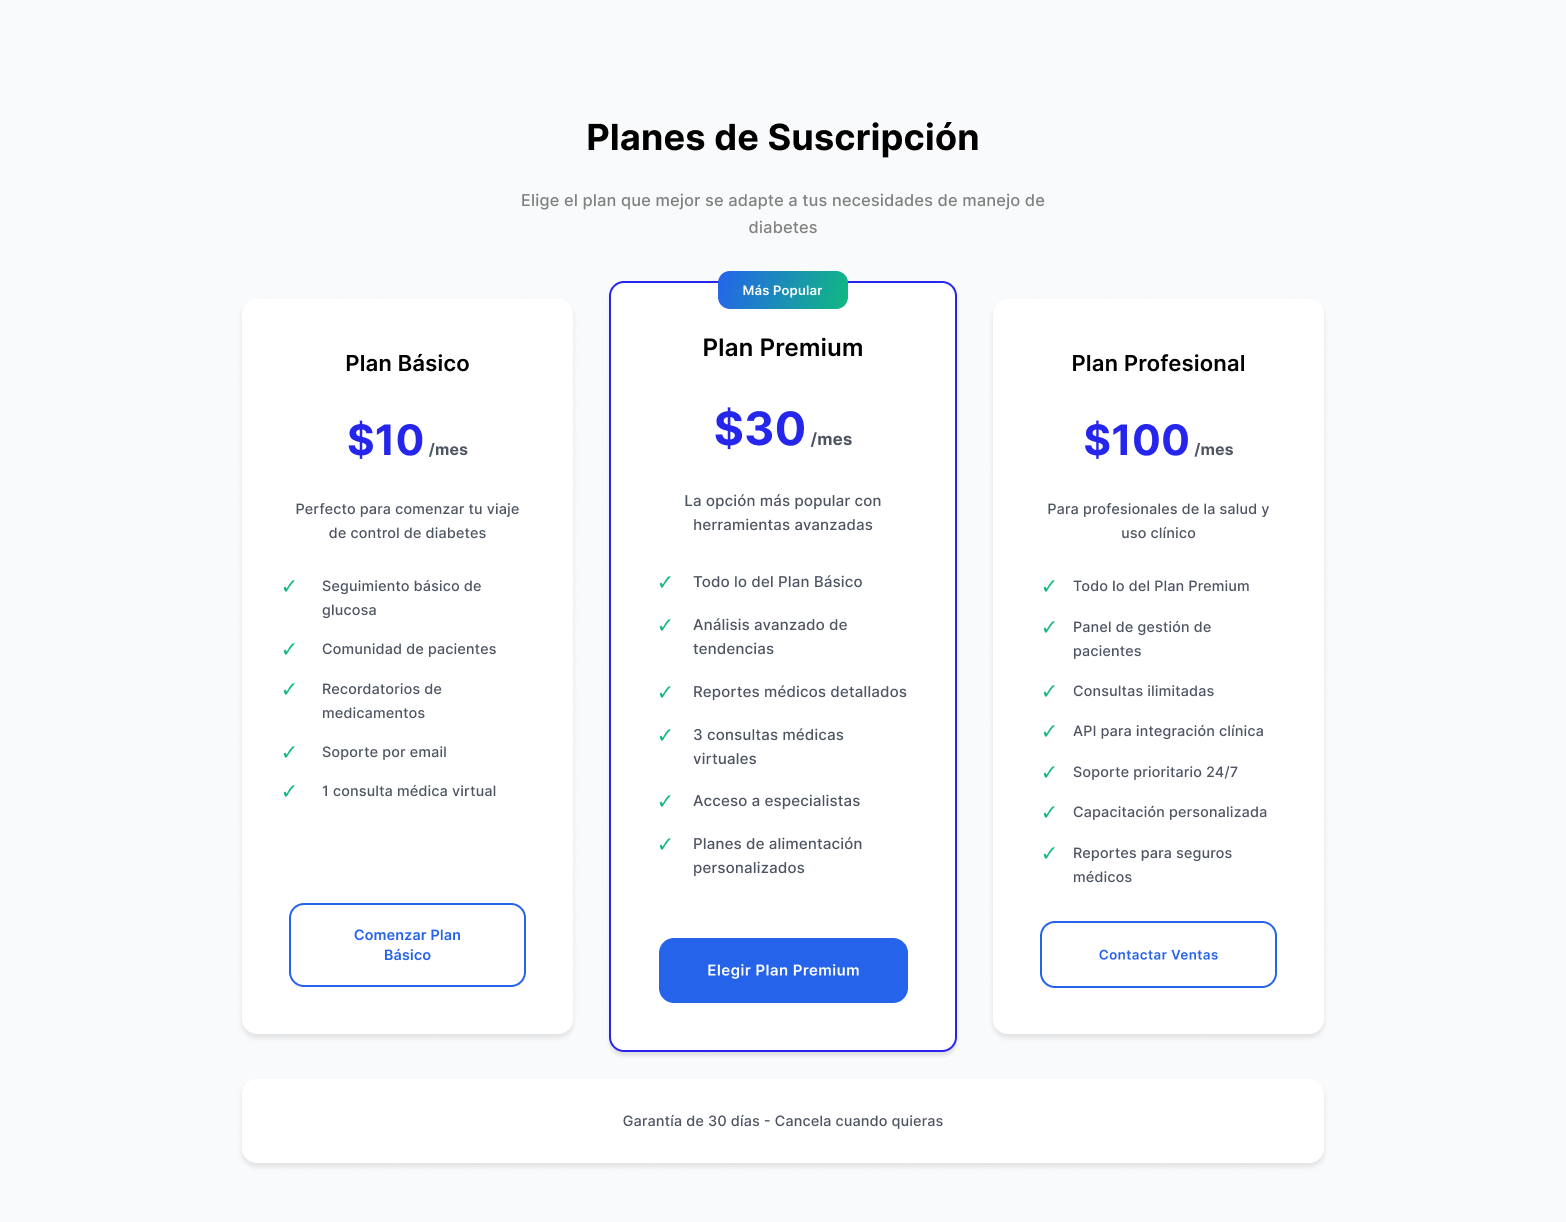 Planes de Suscripción
Elige el plan que mejor se adapte a tus necesidades de manejo de
diabetes
Plan Básico
$10 /mes
Perfecto para comenzar tu viaje
de control de diabetes
✓ Seguimiento básico de
glucosa
✓ Comunidad de pacientes
✓ Recordatorios de
medicamentos
✓ Soporte por email
✓ 1 consulta médica virtual
Comenzar Plan
Básico
Más Popular
Plan Premium
$30 /mes
La opción más popular con
herramientas avanzadas
✓ Todo lo del Plan Básico
✓ Análisis avanzado de
tendencias
✓ Reportes médicos detallados
✓ 3 consultas médicas
virtuales
✓ Acceso a especialistas
✓ Planes de alimentación
personalizados
Elegir Plan Premium
Plan Profesional
$100 /mes
Para profesionales de la salud y
uso clínico
✓ Todo lo del Plan Premium
✓ Panel de gestión de
pacientes
✓ Consultas ilimitadas
✓ API para integración clínica
✓ Soporte prioritario 24/7
✓ Capacitación personalizada
✓ Reportes para seguros
médicos
Contactar Ventas
Garantía de 30 días - Cancela cuando quieras